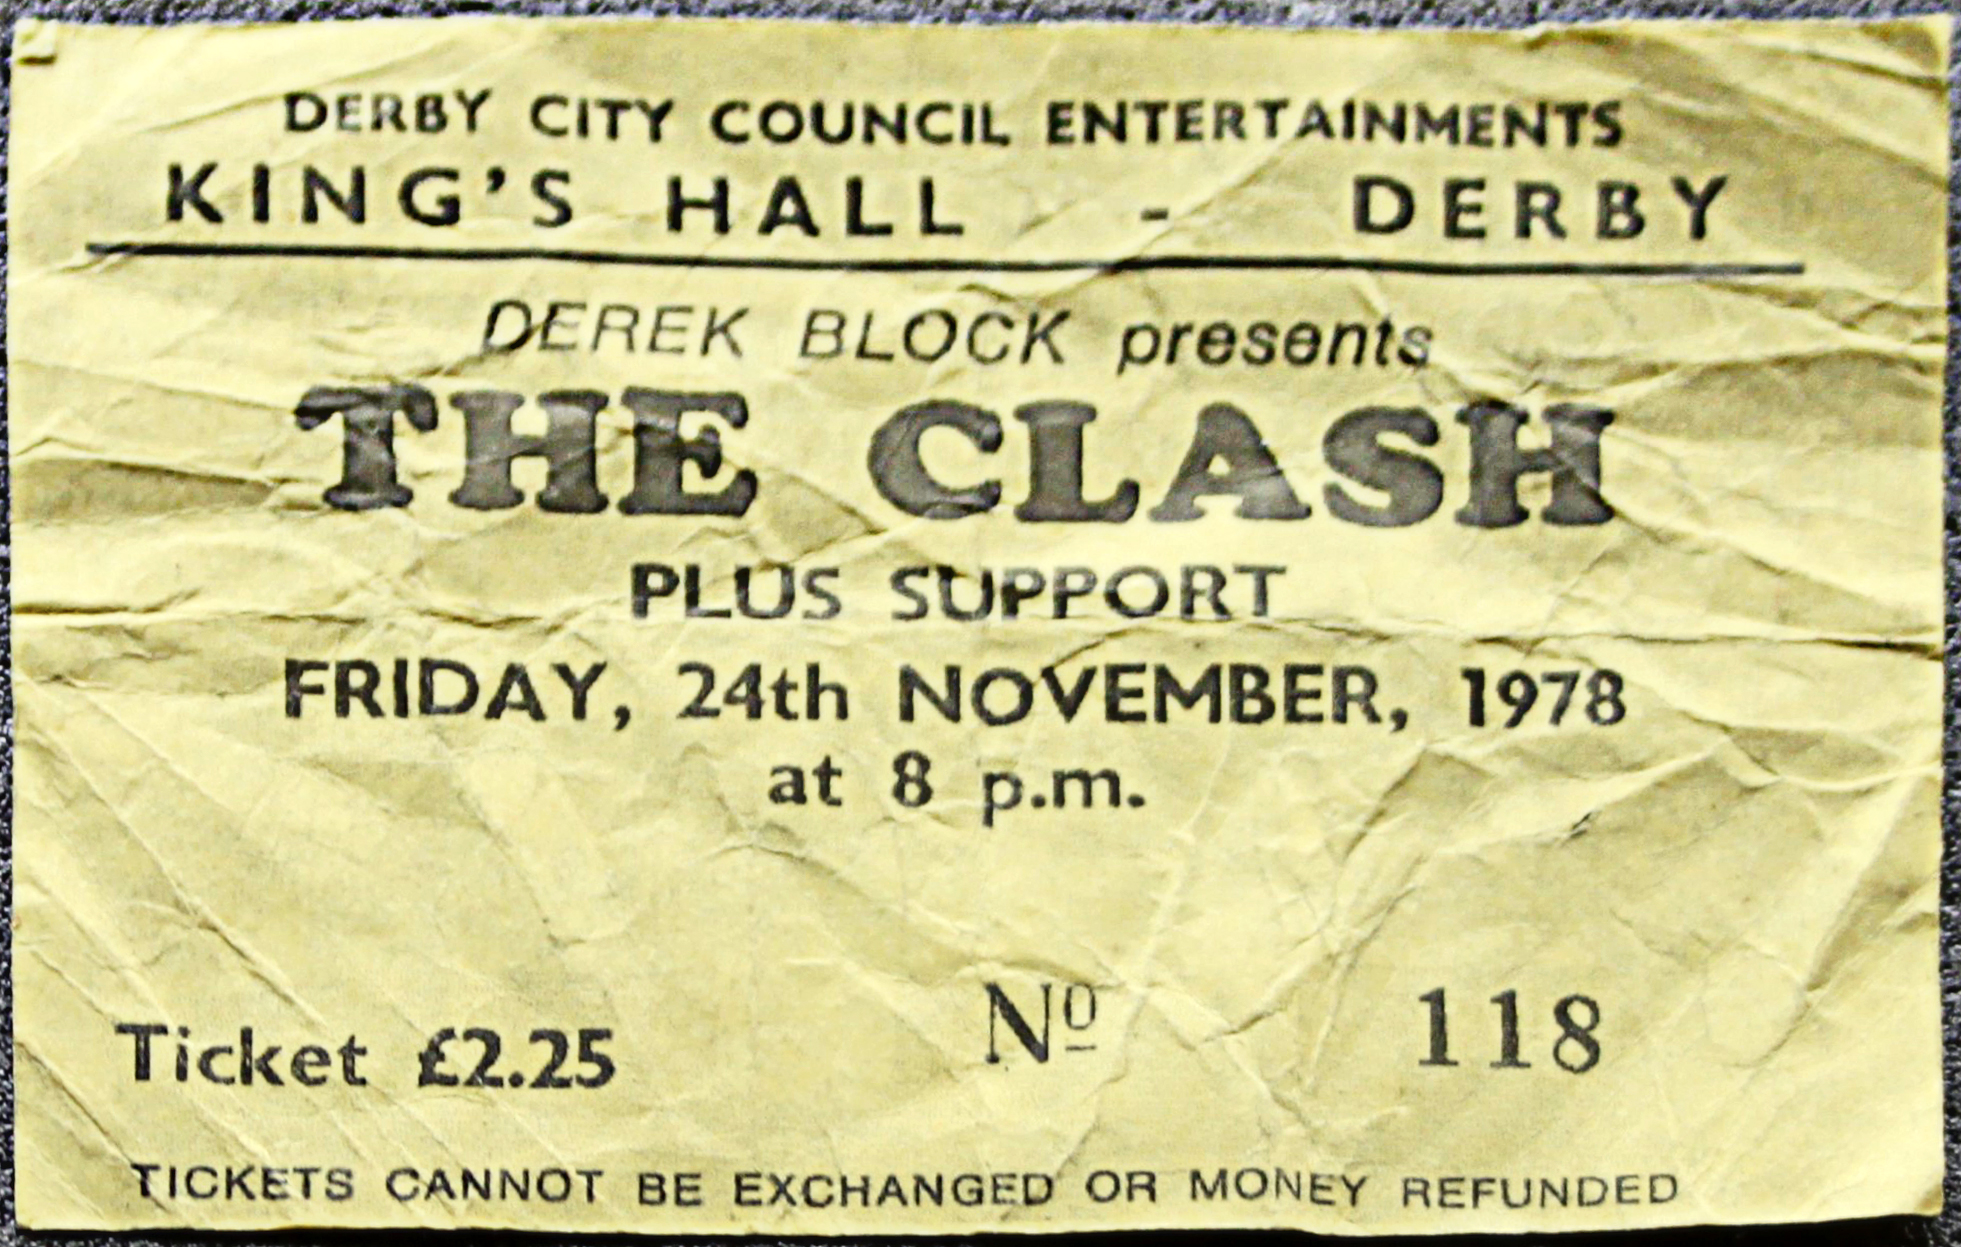 DERBY CITY COUNCIL ENTERTAINMENTS
KING'S HALL - DERBY
DEREK BLOCK presents
THE CLASH
PLUS SUPPORT
FRIDAY, 24th NOVEMBER, 1978
at 8 p.m.
Ticket £2.25 Nº 118
TICKETS CANNOT BE EXCHANGED OR MONEY REFUNDED